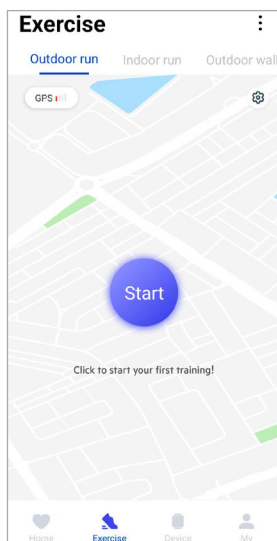 Exercise
Outdoor run Indoor run Outdoor wal
GPS
Start
Click to start your first training!
Home Exercise Device My